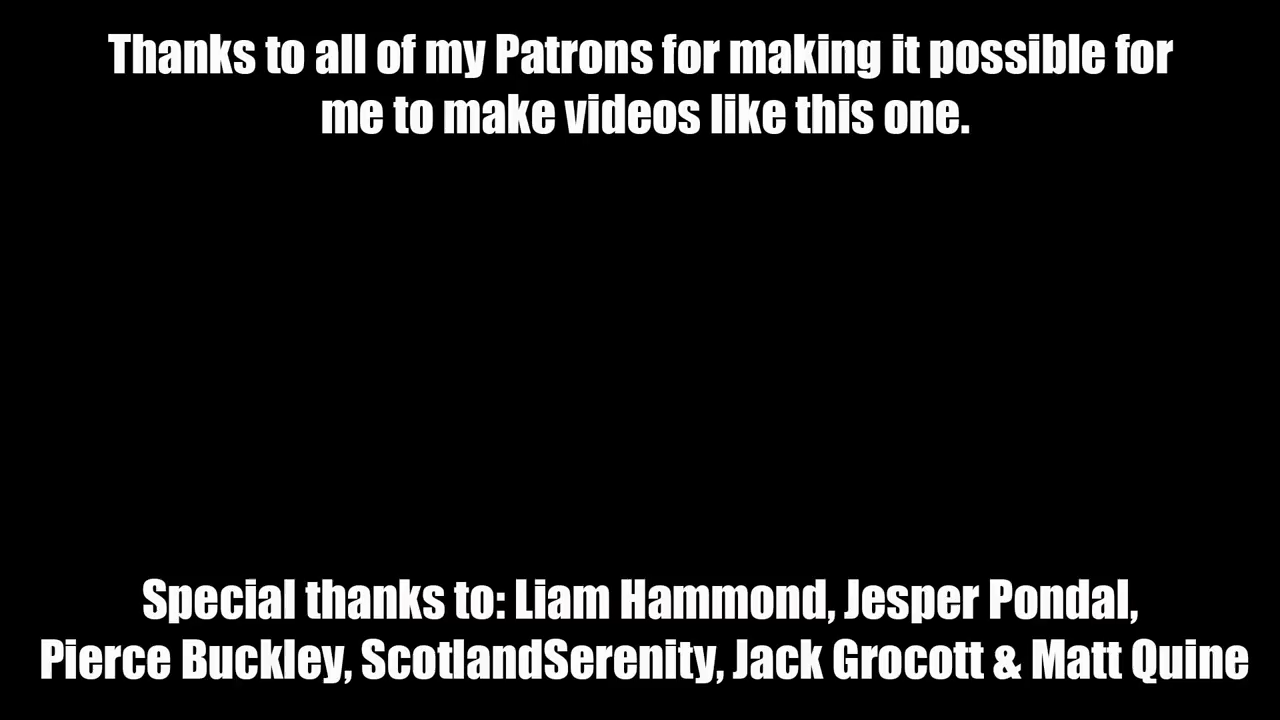 Thanks to all of my Patrons for making it possible for
me to make videos like this one.
Special thanks to: Liam Hammond, Jesper Pondal,
Pierce Buckley, ScotlandSerenity, Jack Grocott & Matt Quine